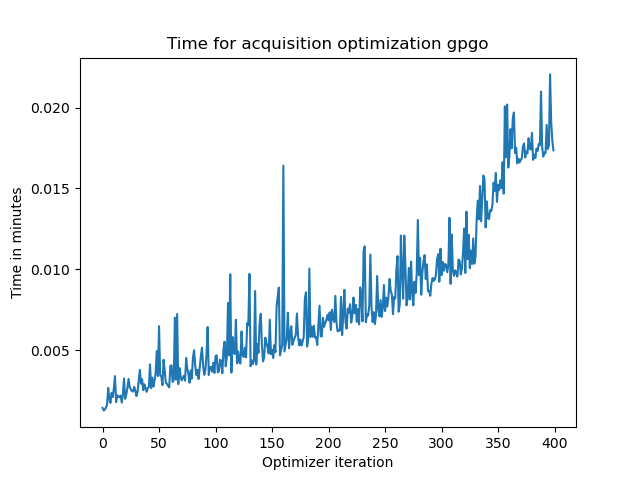 Time for acquisition optimization gpgo
0.020
0.015
0.010
0.005
Time in minutes
0 50 100 150 200 250 300 350 400
Optimizer iteration